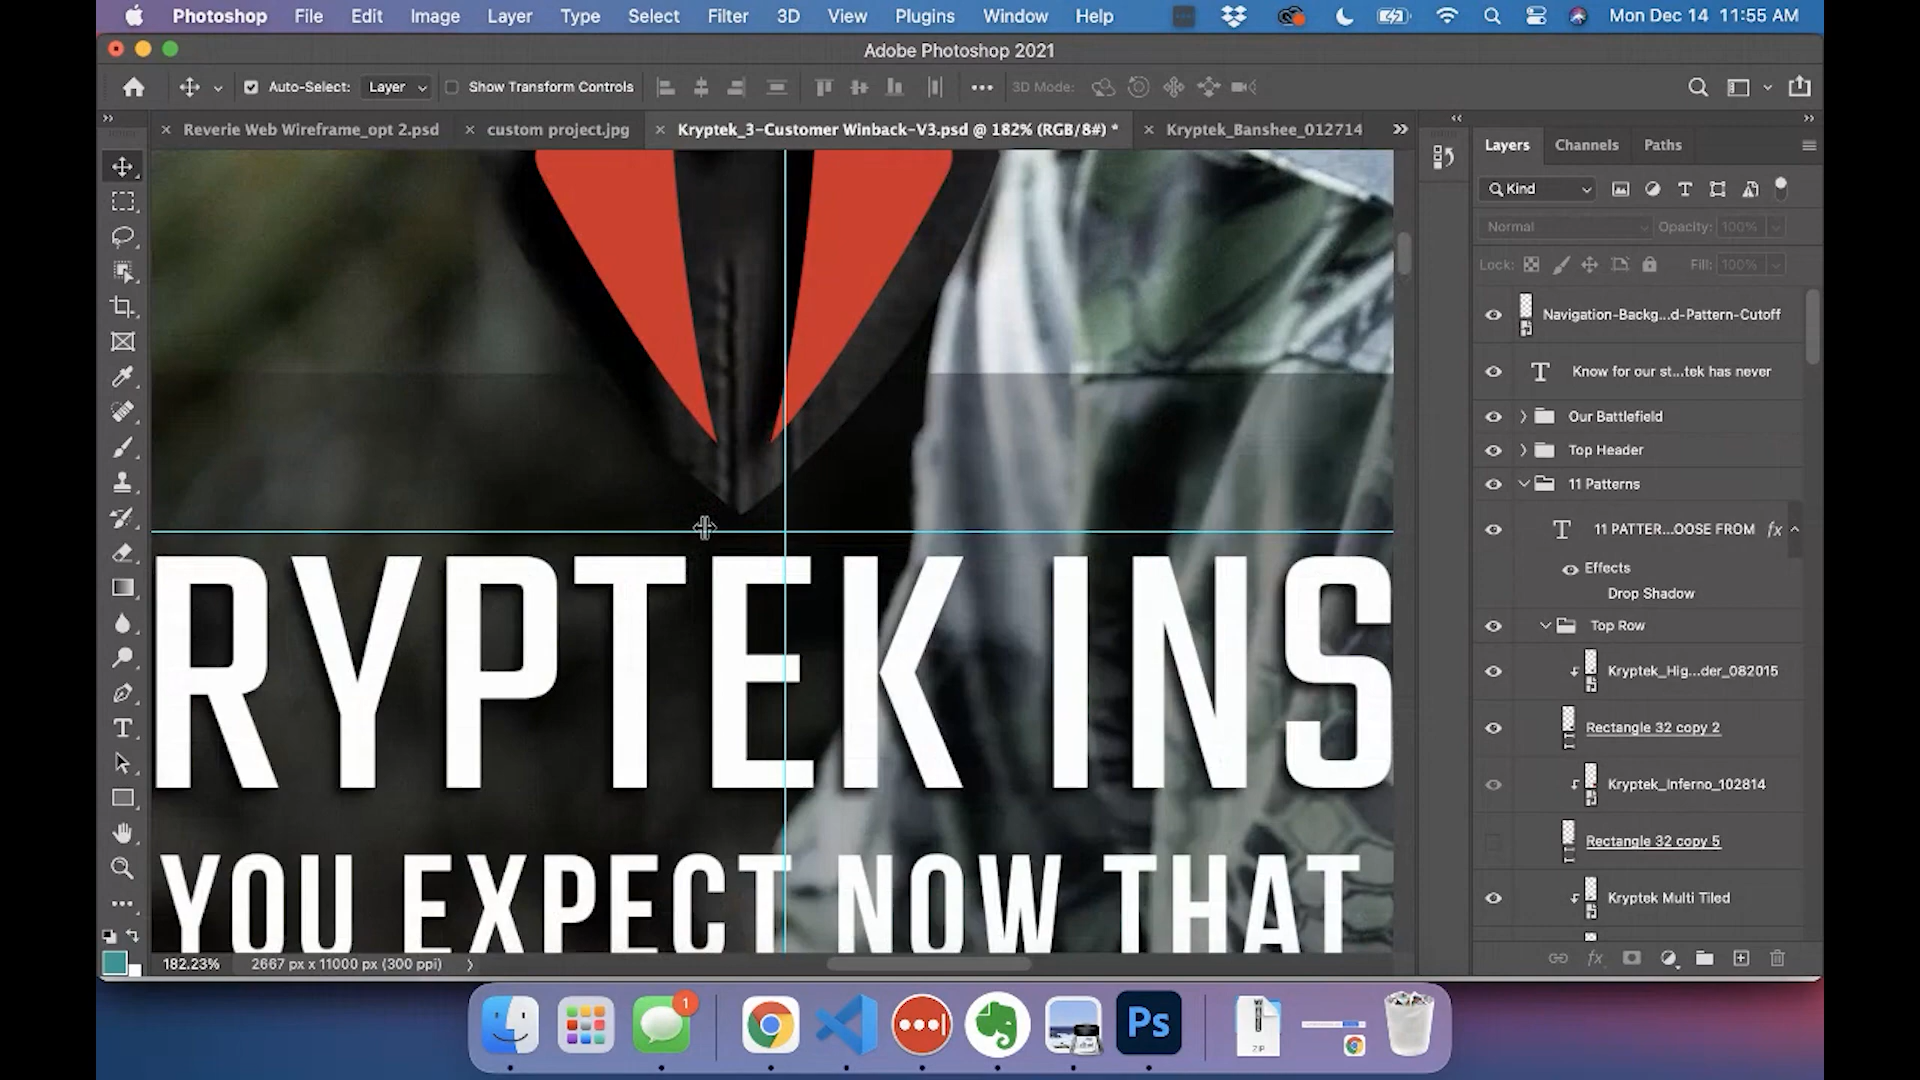 Photoshop File Edit Image Layer Type Select Filter 3D View Plugins Window Help Mon Dec 14 11:55 AM
Adobe Photoshop 2021
Auto-Select: Layer Show Transform Controls 3D Mode:
Reverie Web Wireframe_opt 2.psd custom project.jpg Kryptek_3-Customer Winback-V3.psd @ 182% (RGB/8#) * Kryptek_Banshee_012714
Layers Channels Paths
Kind
Normal Opacity: 100%
Lock: Fill: 100%
Navigation-Backg...d-Pattern-Cutoff
Know for our st...tek has never
Our Battlefield
Top Header
11 Patterns
11 PATTER...OOSE FROM fx
Effects
Drop Shadow
Top Row
Kryptek_Hig...der_082015
Rectangle 32 copy 2
Kryptek_Inferno_102814
Rectangle 32 copy 5
Kryptek Multi Tiled
fx
RYPTEK INS
YOU EXPECT NOW THAT
182.23% 2667 px x 11000 px (300 ppi)
1
Ps
ZIP